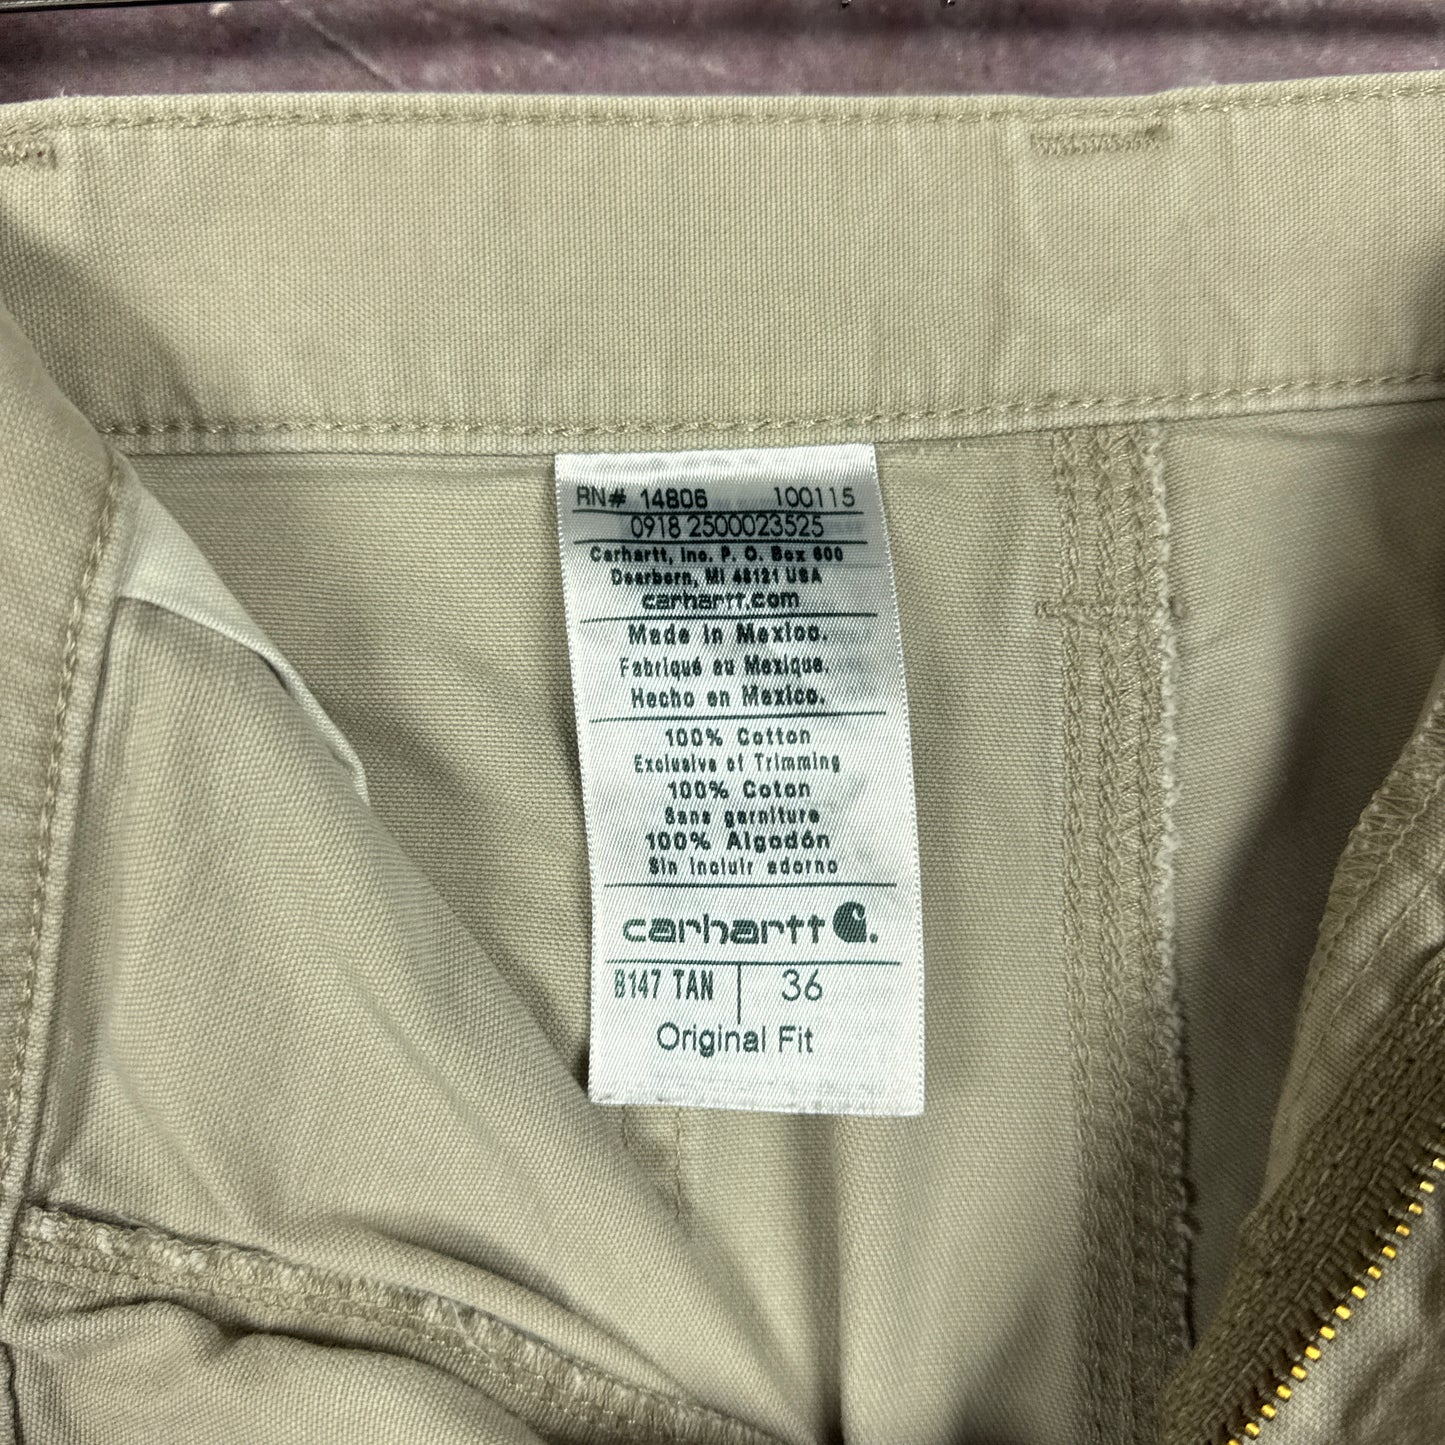 RN# 14806 100115
0918 2500023525
Carhartt, Inc. P. O. Box 600
Dearborn, MI 48121 USA
carhartt.com
Made in Mexico.
Fabriqué au Mexique.
Hecho en Mexico.
100% Cotton
Exclusive of Trimming
100% Coton
Sans garniture
100% Algodón
Sin incluir adorno
carhartt
B147 TAN 36
Original Fit